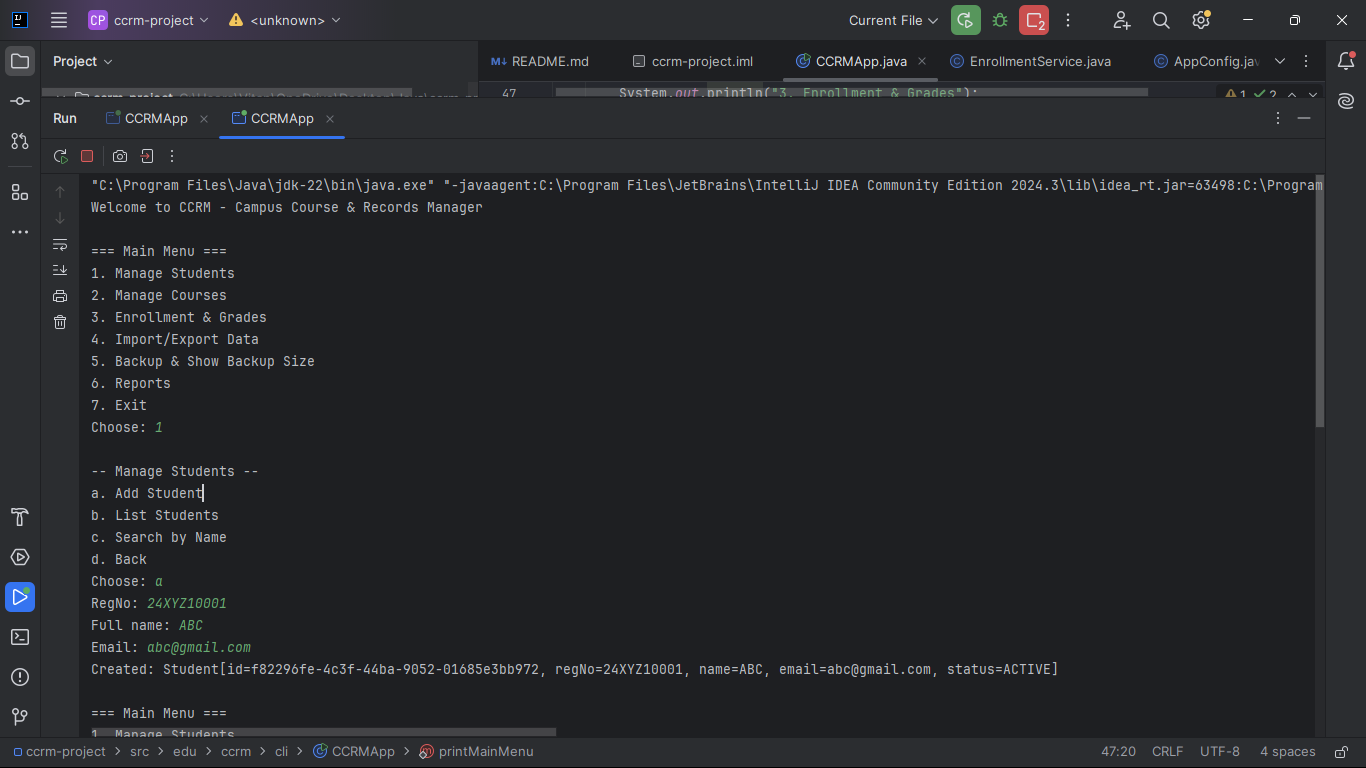 CP ccrm-project <unknown> Current File 2
Project
README.md ccrm-project.iml CCRMApp.java EnrollmentService.java AppConfig.jav
47 System.out.println("3. Enrollment & Grades"); 1 2
Run CCRMApp CCRMApp
"C:\Program Files\Java\jdk-22\bin\java.exe" "-javaagent:C:\Program Files\JetBrains\IntelliJ IDEA Community Edition 2024.3\lib\idea_rt.jar=63498:C:\Program
Welcome to CCRM - Campus Course & Records Manager
=== Main Menu ===
1. Manage Students
2. Manage Courses
3. Enrollment & Grades
4. Import/Export Data
5. Backup & Show Backup Size
6. Reports
7. Exit
Choose: 1
-- Manage Students --
a. Add Student
b. List Students
c. Search by Name
d. Back
Choose: a
RegNo: 24XYZ10001
Full name: ABC
Email: abc@gmail.com
Created: Student[id=f82296fe-4c3f-44ba-9052-01685e3bb972, regNo=24XYZ10001, name=ABC, email=abc@gmail.com, status=ACTIVE]
=== Main Menu ===
1. Manage Students
ccrm-project > src > edu > ccrm > cli > CCRMApp > printMainMenu 47:20 CRLF UTF-8 4 spaces